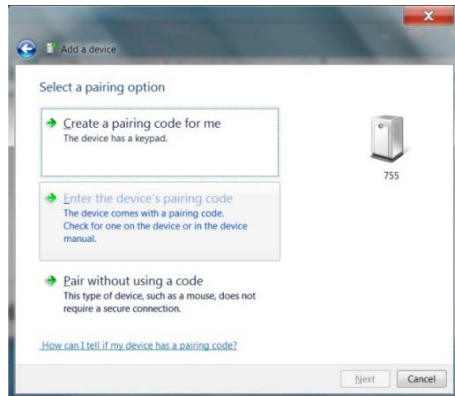 Add a device
Select a pairing option
Create a pairing code for me
The device has a keypad.
755
Enter the device's pairing code
The device comes with a pairing code.
Check for one on the device or in the device
manual.
Pair without using a code
This type of device, such as a mouse, does not
require a secure connection.
How can I tell if my device has a pairing code?
Next Cancel